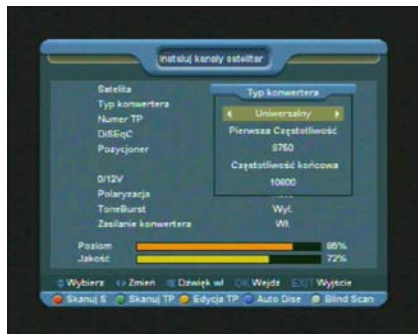 Instaluj kanały satelitar
Satelita
Typ konwertera
Numer TP
DiSEqC
Pozycjoner
0/12V
Polaryzacja
ToneBurst Wył.
Zasilanie konwertera Wł.
Typ konwertera
Uniwersalny
Pierwsza Częstotliwość
9750
Częstotliwość końcowa
10600
Poziom 95%
Jakość 72%
Wybierz Zmień Dźwięk wł OK Wejdź EXIT Wyjście
Skanuj S Skanuj TP Edycja TP Auto Dise Blind Scan